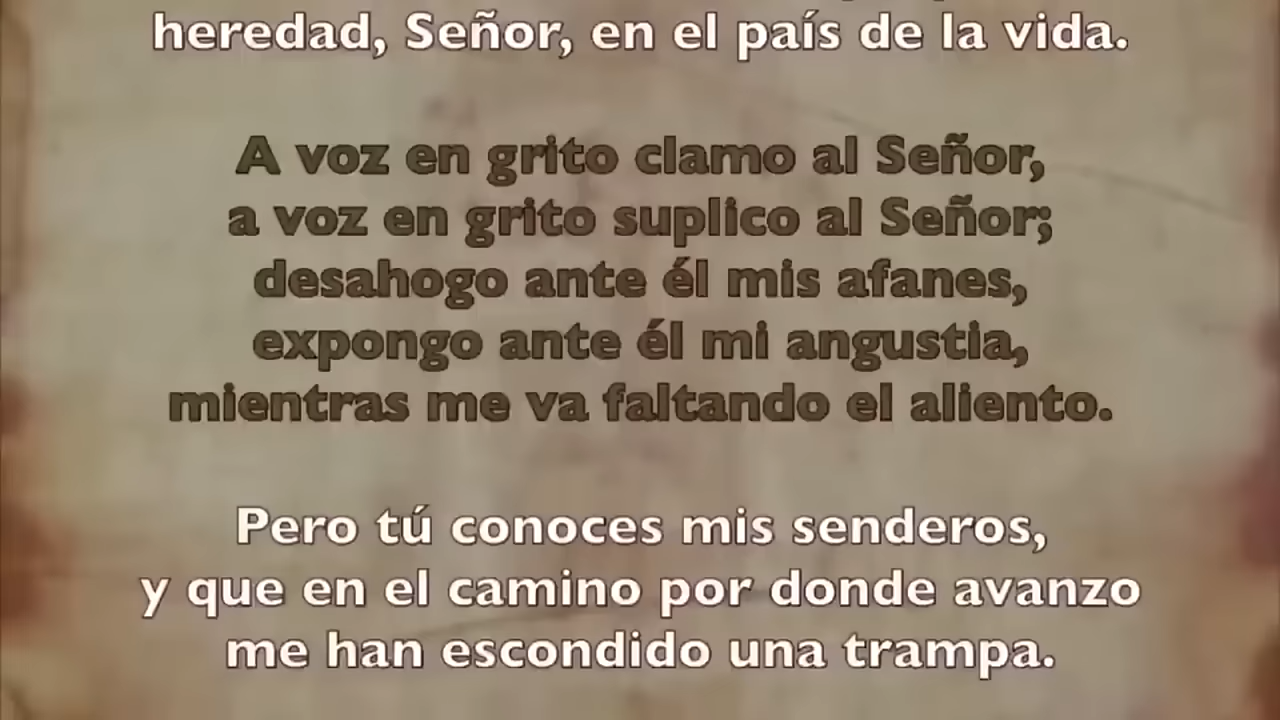 heredad, Señor, en el país de la vida.
A voz en grito clamo al Señor,
a voz en grito suplico al Señor;
desahogo ante él mis afanes,
expongo ante él mi angustia,
mientras me va faltando el aliento.
Pero tú conoces mis senderos,
y que en el camino por donde avanzo
me han escondido una trampa.